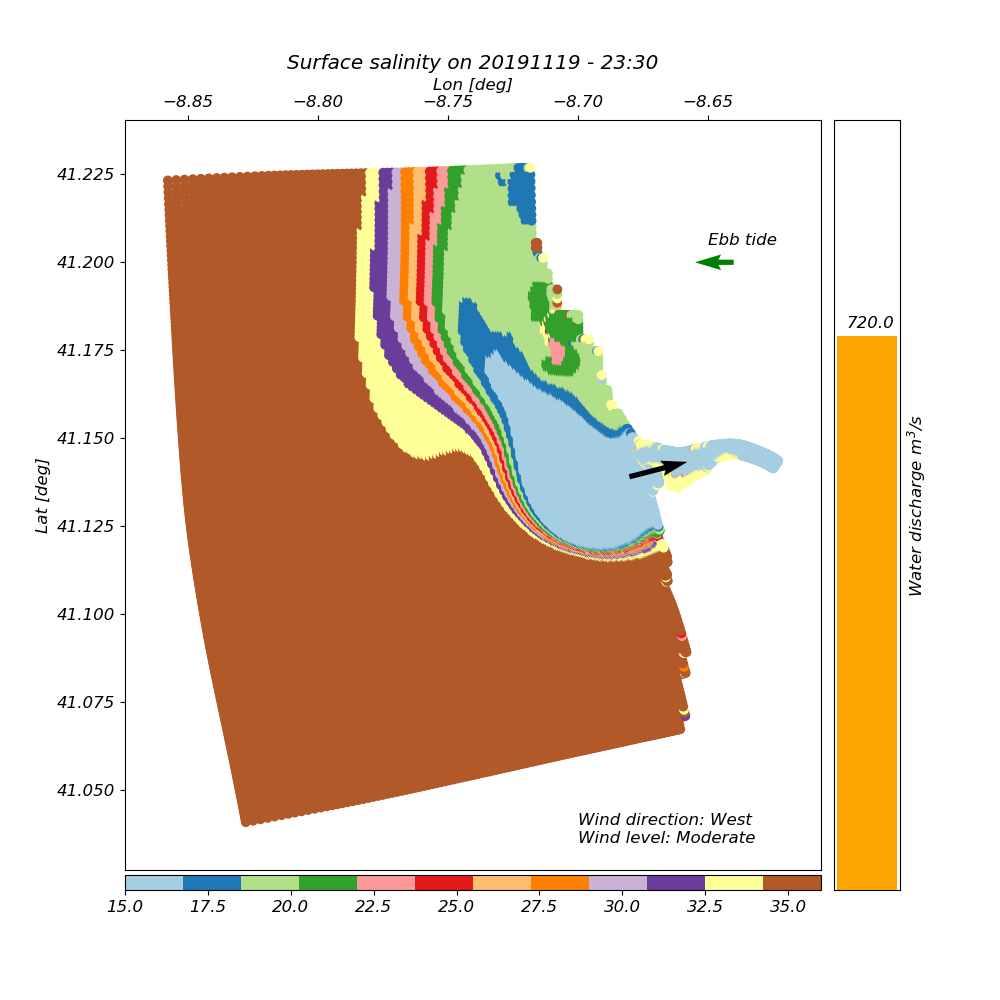 Surface salinity on 20191119 - 23:30
Lon [deg]
−8.85 −8.80 −8.75 −8.70 −8.65
41.225
41.200
41.175
41.150
41.125
41.100
41.075
41.050
Lat [deg]
Ebb tide
720.0
Water discharge m³/s
Wind direction: West
Wind level: Moderate
15.0 17.5 20.0 22.5 25.0 27.5 30.0 32.5 35.0